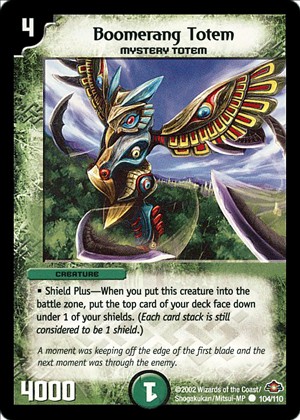 4
Boomerang Totem
MYSTERY TOTEM
CREATURE
▪ Shield Plus—When you put this creature into the
battle zone, put the top card of your deck face down
under 1 of your shields. (Each card stack is still
considered to be 1 shield.)
A moment was keeping off the edge of the first blade and the
next moment was through the enemy.
4000
1
©2002 Wizards of the Coast/
Shogakukan/Mitsui-MP ● 104/110